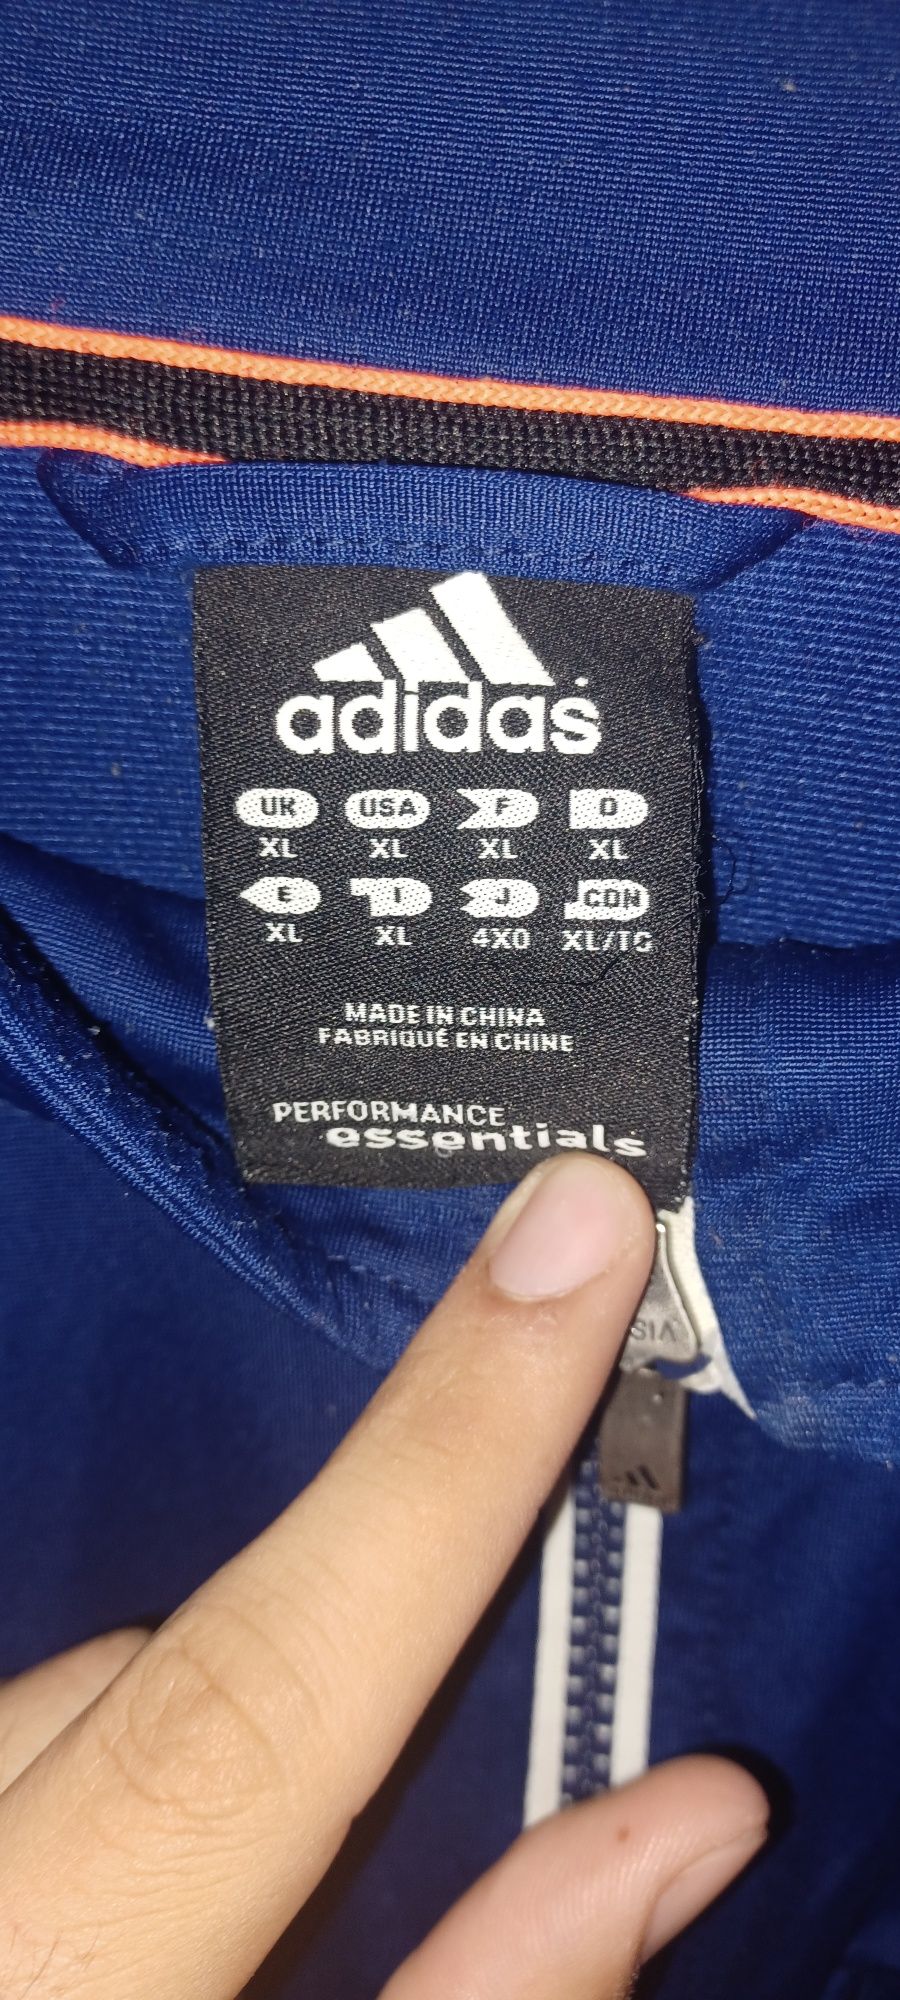 adidas
UK USA F D
XL XL XL XL
E I J CDN
XL XL 4XO XL/TG
MADE IN CHINA
FABRIQUÉ EN CHINE
PERFORMANCE
essentials